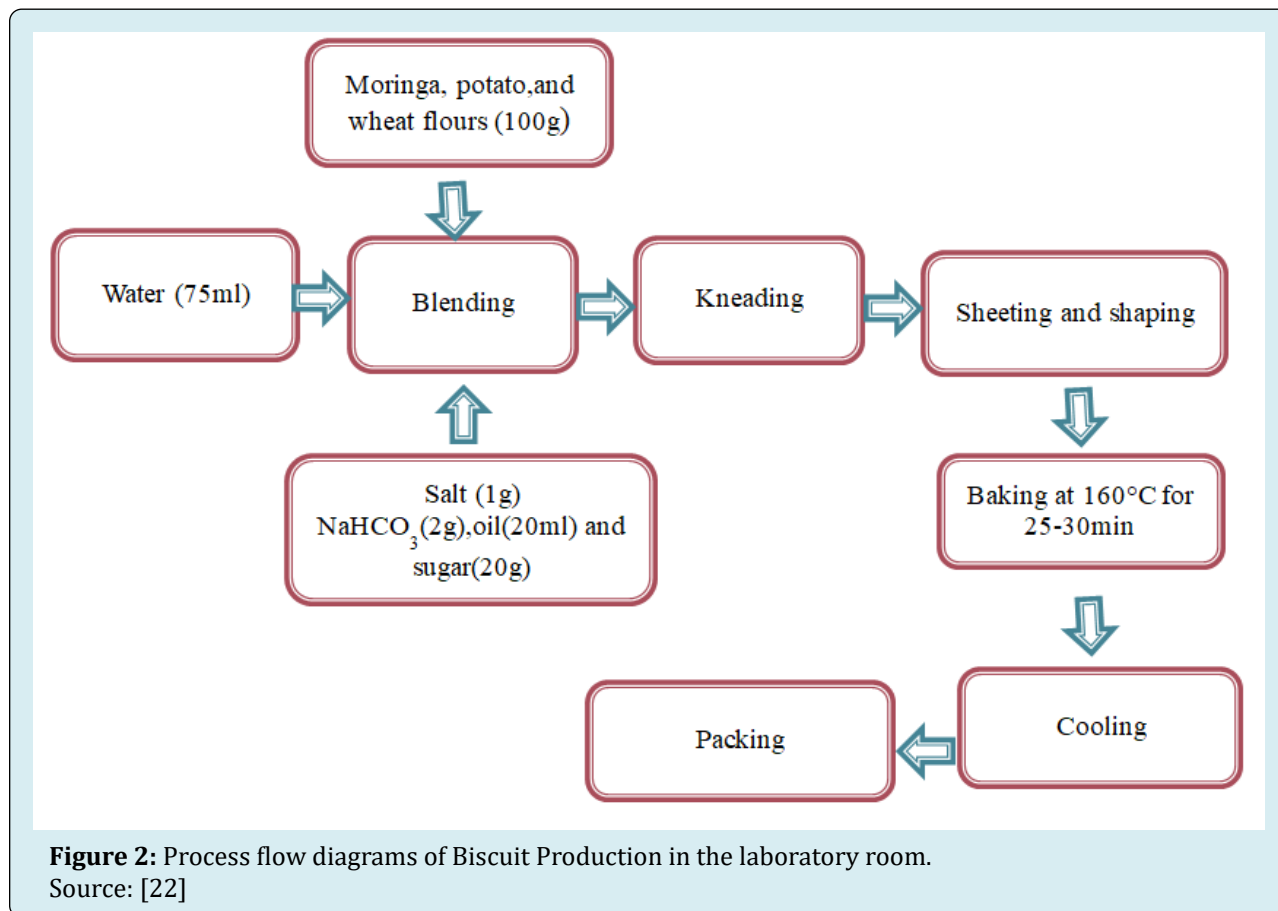 Moringa, potato,and
wheat flours (100g)
Water (75ml)
Blending
Kneading
Sheeting and shaping
Salt (1g)
NaHCO₃(2g),oil(20ml) and
sugar(20g)
Baking at 160°C for
25-30min
Cooling
Packing
Figure 2: Process flow diagrams of Biscuit Production in the laboratory room.
Source: [22]